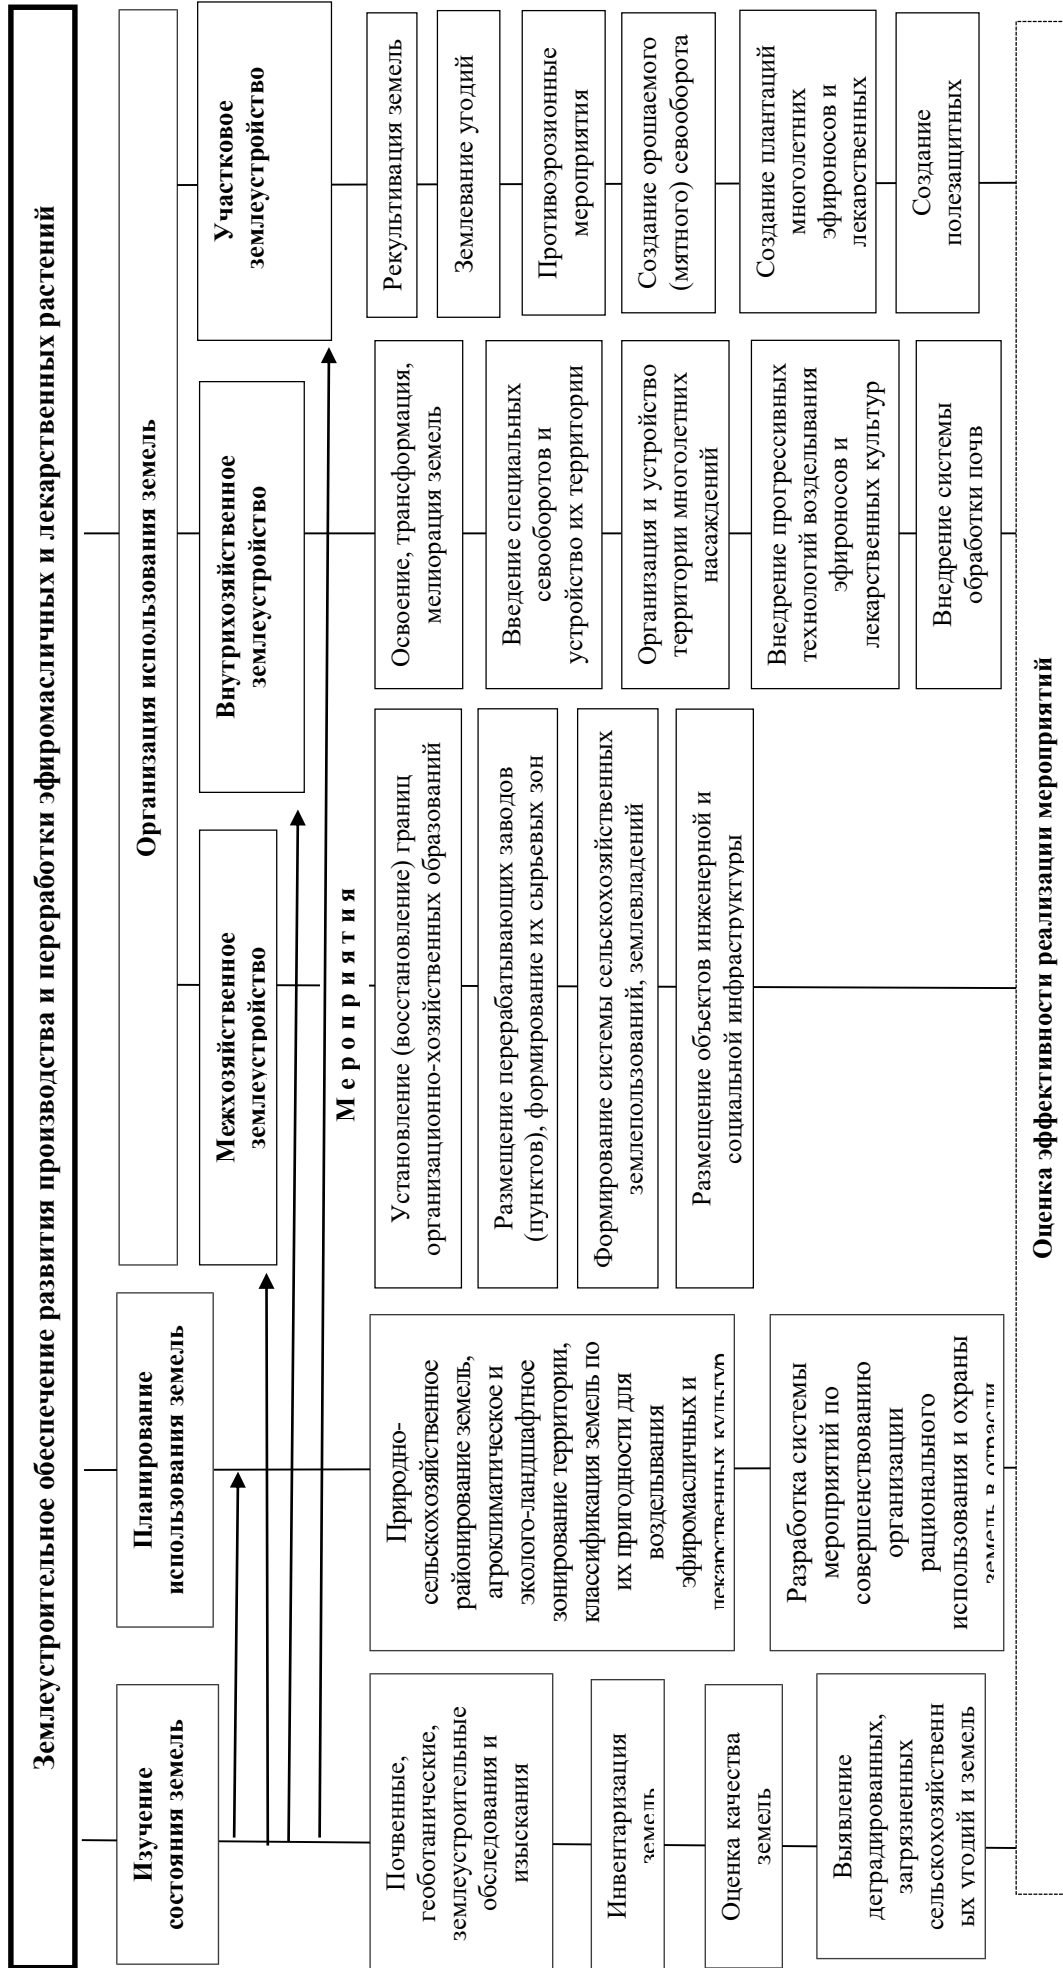 Землеустроительное обеспечение развития производства и переработки эфиромасличных и лекарственных растений
Изучение
состояния земель
Планирование
использования земель
Организация использования земель
Межхозяйственное
землеустройство
Внутрихозяйственное
землеустройство
Участковое
землеустройство
Мероприятия
Почвенные,
геоботанические,
землеустроительные
обследования и
изыскания
Инвентаризация
земель
Оценка качества
земель
Выявление
деградированных,
загрязненных
сельскохозяйственн
ых угодий и земель
Природно-
сельскохозяйственное
районирование земель,
агроклиматическое и
эколого-ландшафтное
зонирование территории,
классификация земель по
их пригодности для
возделывания
эфиромасличных и
лекарственных культур
Разработка системы
мероприятий по
совершенствованию
организации
рационального
использования и охраны
земель в отрасли
Установление (восстановление) границ
организационно-хозяйственных образований
Размещение перерабатывающих заводов
(пунктов), формирование их сырьевых зон
Формирование системы сельскохозяйственных
землепользований, землевладений
Размещение объектов инженерной и
социальной инфраструктуры
Освоение, трансформация,
мелиорация земель
Введение специальных
севооборотов и
устройство их территории
Организация и устройство
территории многолетних
насаждений
Внедрение прогрессивных
технологий возделывания
эфироносов и
лекарственных культур
Внедрение системы
обработки почв
Рекультивация земель
Землевание угодий
Противоэрозионные
мероприятия
Создание орошаемого
(мятного) севооборота
Создание плантаций
многолетних
эфироносов и
лекарственных
Создание
полезащитных
Оценка эффективности реализации мероприятий